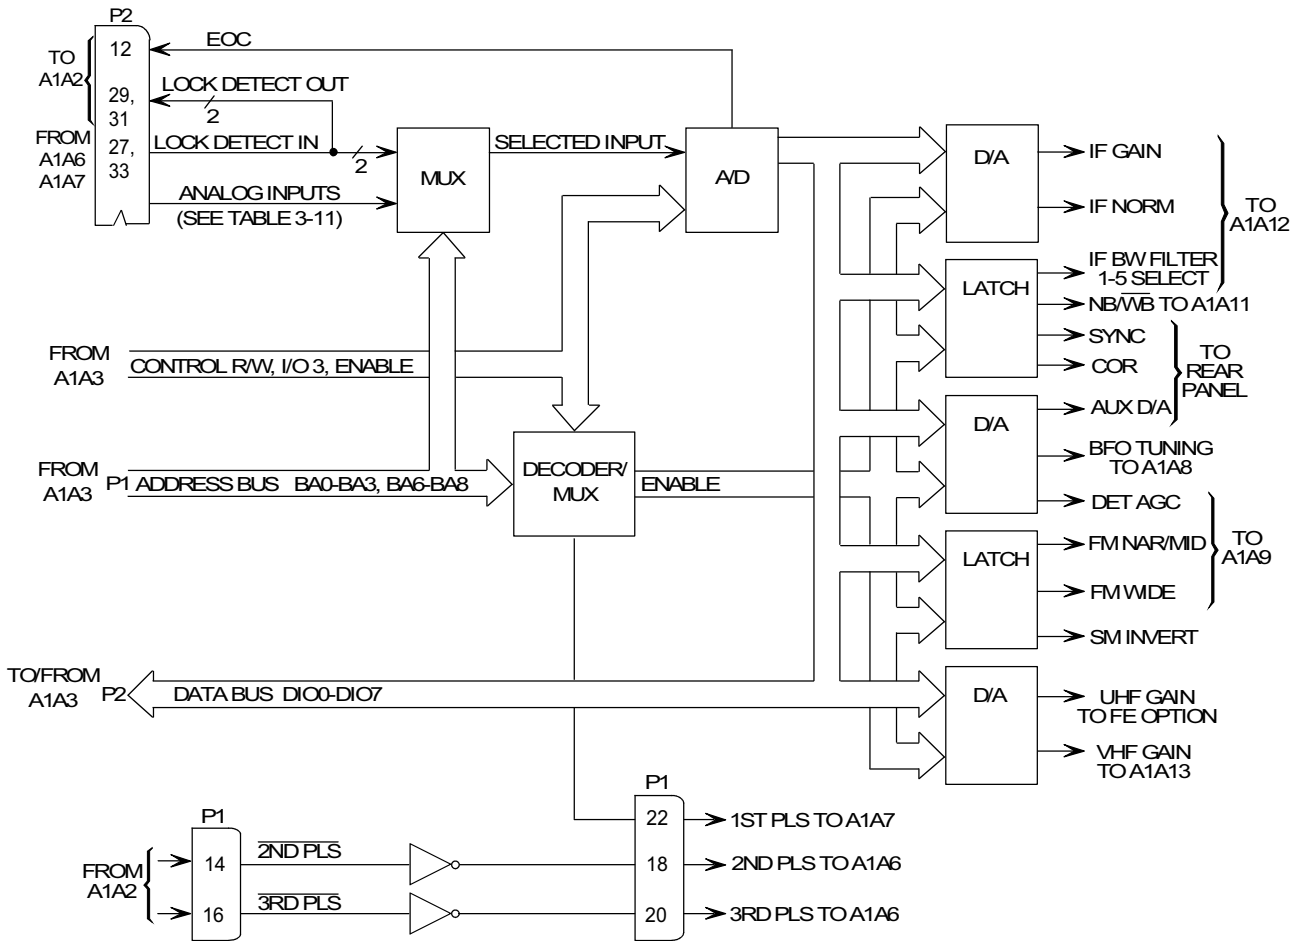 P2
TO
A1A2
12
29,
31
FROM
A1A6
A1A7
27,
33
EOC
LOCK DETECT OUT
2
LOCK DETECT IN
2
ANALOG INPUTS
(SEE TABLE 3-11)
MUX
SELECTED INPUT
A/D
D/A
IF GAIN
IF NORM
TO
A1A12
LATCH
IF BW FILTER
1-5 SELECT
NB/W̅B̅ TO A1A11
SYNC
COR
TO
REAR
PANEL
FROM
A1A3
CONTROL R/W, I/O 3, ENABLE
D/A
AUX D/A
BFO TUNING
TO A1A8
DET AGC
FROM
A1A3
P1
ADDRESS BUS BA0-BA3, BA6-BA8
DECODER/
MUX
ENABLE
LATCH
FM NAR/MID
FM WIDE
TO
A1A9
SM INVERT
TO/FROM
A1A3
P2
DATA BUS DIO0-DIO7
D/A
UHF GAIN
TO FE OPTION
VHF GAIN
TO A1A13
P1
22
1ST PLS TO A1A7
P1
FROM
A1A2
14
2̅N̅D̅ P̅L̅S̅
18
2ND PLS TO A1A6
16
3̅R̅D̅ P̅L̅S̅
20
3RD PLS TO A1A6